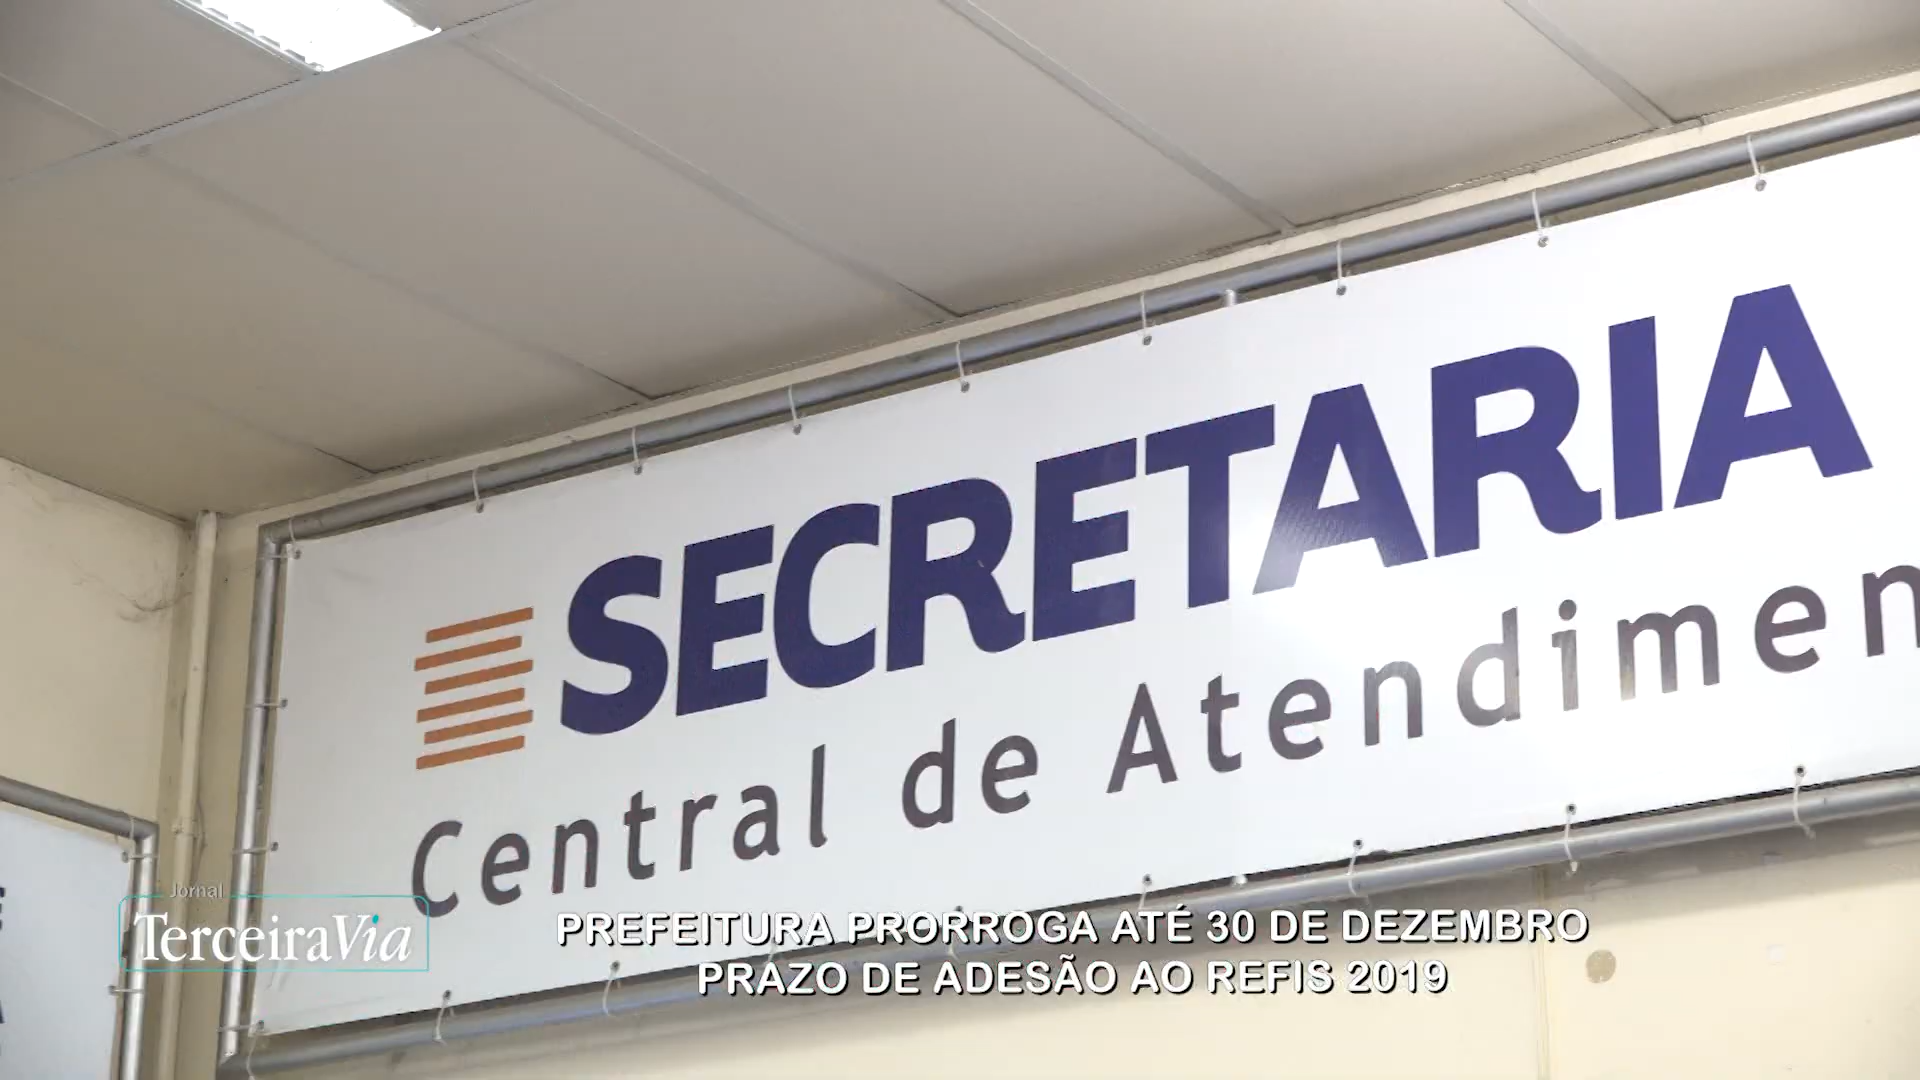 SECRETARIA
Central de Atendimen
Jornal
TerceiraVia
PREFEITURA PRORROGA ATÉ 30 DE DEZEMBRO
PRAZO DE ADESÃO AO REFIS 2019